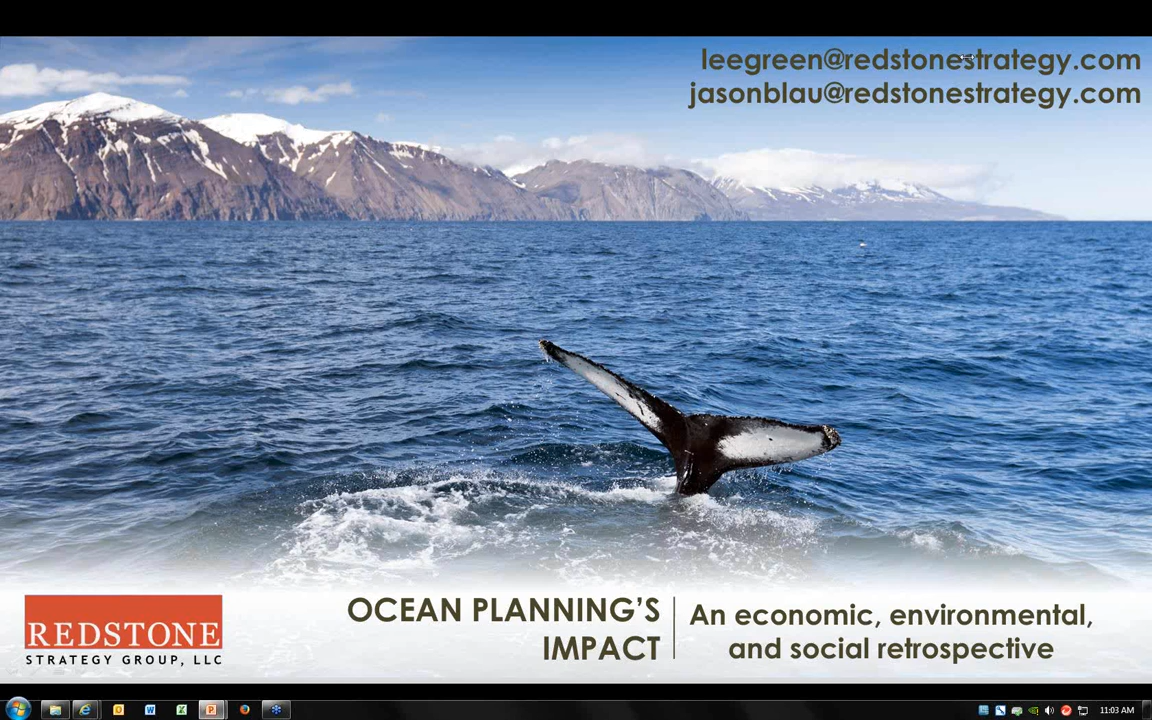 leegreen@redstonestrategy.com
jasonblau@redstonestrategy.com
REDSTONE
STRATEGY GROUP, LLC
OCEAN PLANNING’S
IMPACT
An economic, environmental,
and social retrospective
11:03 AM